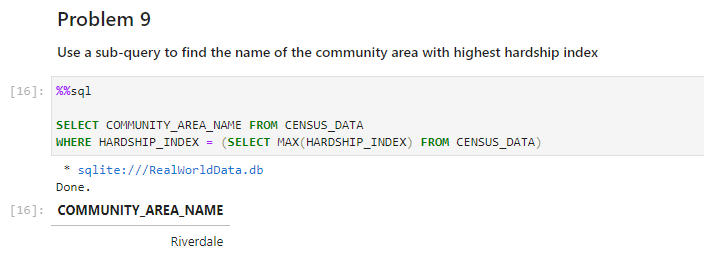 Problem 9
Use a sub-query to find the name of the community area with highest hardship index
[16]: %%sql
SELECT COMMUNITY_AREA_NAME FROM CENSUS_DATA
WHERE HARDSHIP_INDEX = (SELECT MAX(HARDSHIP_INDEX) FROM CENSUS_DATA)
* sqlite:///RealWorldData.db
Done.
[16]: COMMUNITY_AREA_NAME
Riverdale